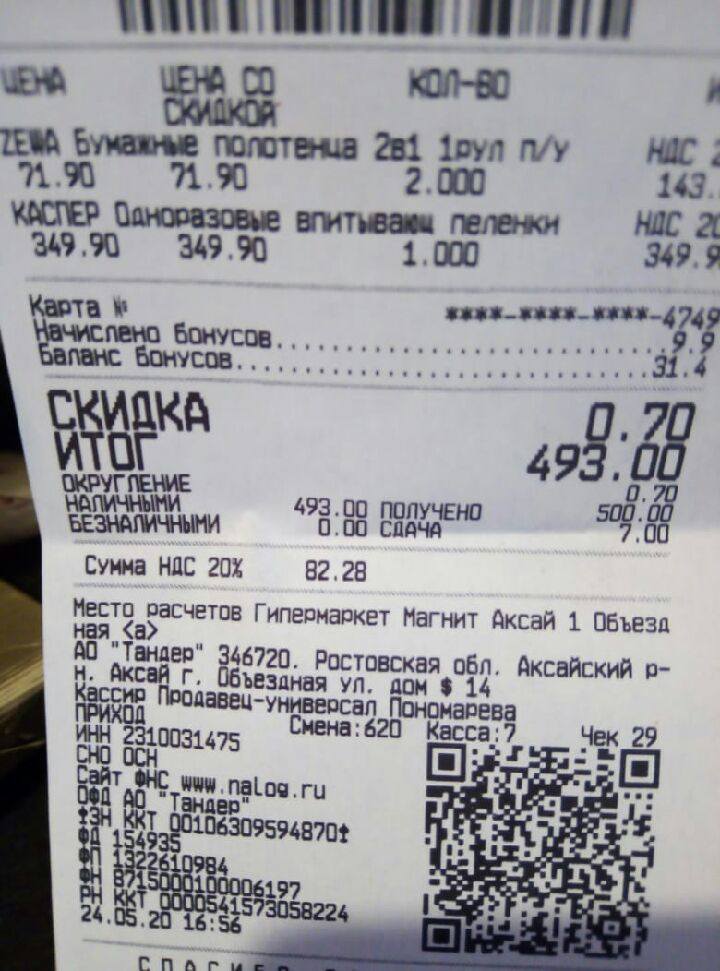 ЦЕНА ЦЕНА СО СКИДКОЙ КОЛ-ВО
ZEWA Бумажные полотенца 2в1 1рул п/у НДС
71.90 71.90 2.000 143.
КАСПЕР Одноразовые впитывающ пеленки НДС 20
349.90 349.90 1.000 349.9
Карта № ****-****-****-4749
Начислено бонусов 9.9
Баланс бонусов 31.4
СКИДКА 0.70
ИТОГ 493.00
ОКРУГЛЕНИЕ 0.70
НАЛИЧНЫМИ 493.00 ПОЛУЧЕНО 500.00
БЕЗНАЛИЧНЫМИ 0.00 СДАЧА 7.00
Сумма НДС 20% 82.28
Место расчетов Гипермаркет Магнит Аксай 1 Объезд
ная <а>
АО "Тандер" 346720. Ростовская обл. Аксайский р-
н. Аксай г. Объездная ул. дом $ 14
Кассир Продавец-универсал Пономарева
ПРИХОД Смена:620 Касса:7 Чек 29
ИНН 2310031475
СНО ОСН
Сайт ФНС www.nalog.ru
ОФД АО "Тандер"
ЗН ККТ 00106309594870
ФД 154935
ФП 1322610984
8715000100006197
РН ККТ 0000541573058224
24.05.20 16:56